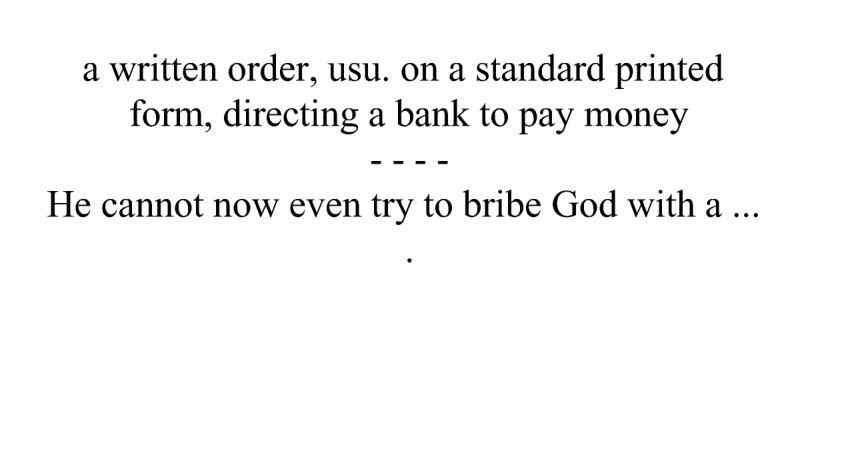 a written order, usu. on a standard printed
form, directing a bank to pay money
- - - -
He cannot now even try to bribe God with a ...
.